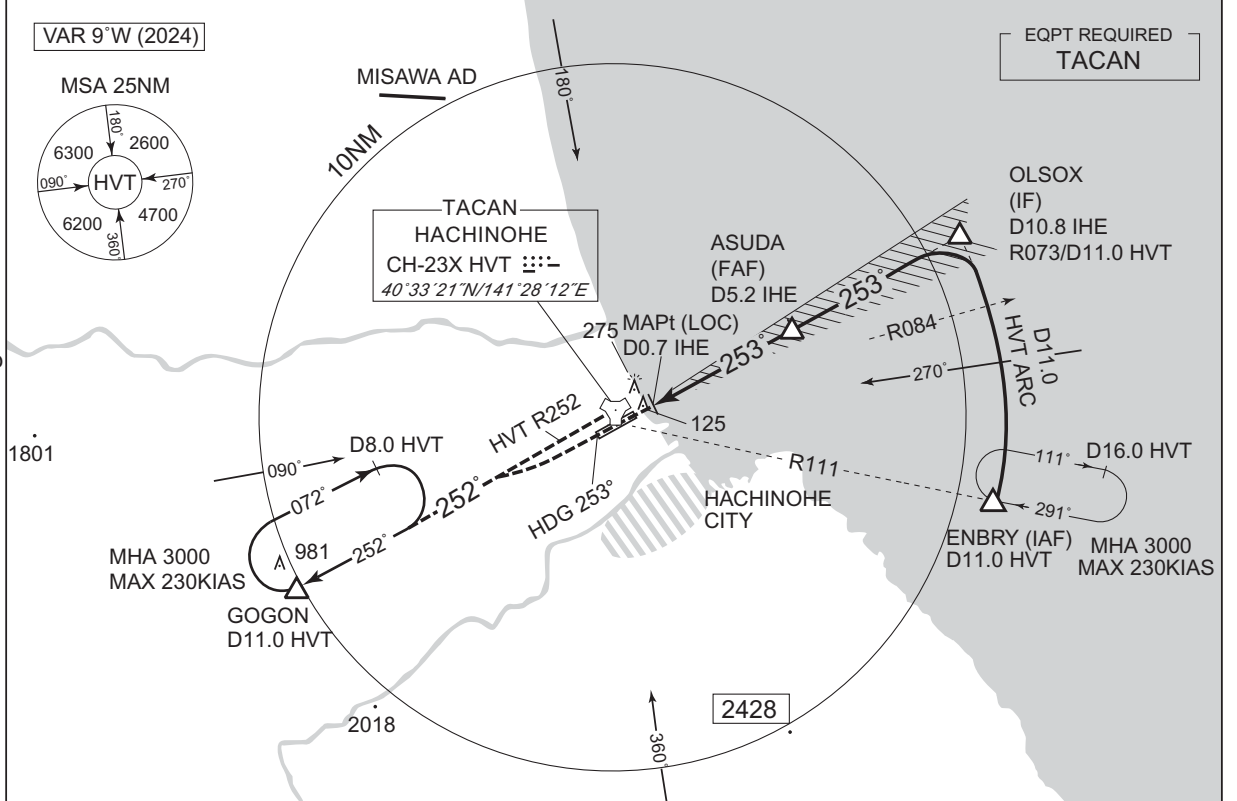 VAR 9°W (2024)
MSA 25NM
180°
6300
2600
090°
HVT
270°
6200
4700
360°
MISAWA AD
10NM
180°
EQPT REQUIRED
TACAN
TACAN
HACHINOHE
CH-23X HVT
40°33´21˝N/141°28´12˝E
OLSOX
(IF)
D10.8 IHE
R073/D11.0 HVT
ASUDA
(FAF)
D5.2 IHE
253°
275
MAPt (LOC)
D0.7 IHE
253°
R084
D11.0
HVT ARC
270°
125
1801
D8.0 HVT
HVT R252
090°
072°
252°
HDG 253°
R111
HACHINOHE
CITY
111°
D16.0 HVT
291°
ENBRY (IAF)
D11.0 HVT
MHA 3000
MAX 230KIAS
MHA 3000
MAX 230KIAS
981
252°
GOGON
D11.0 HVT
2018
2428
360°